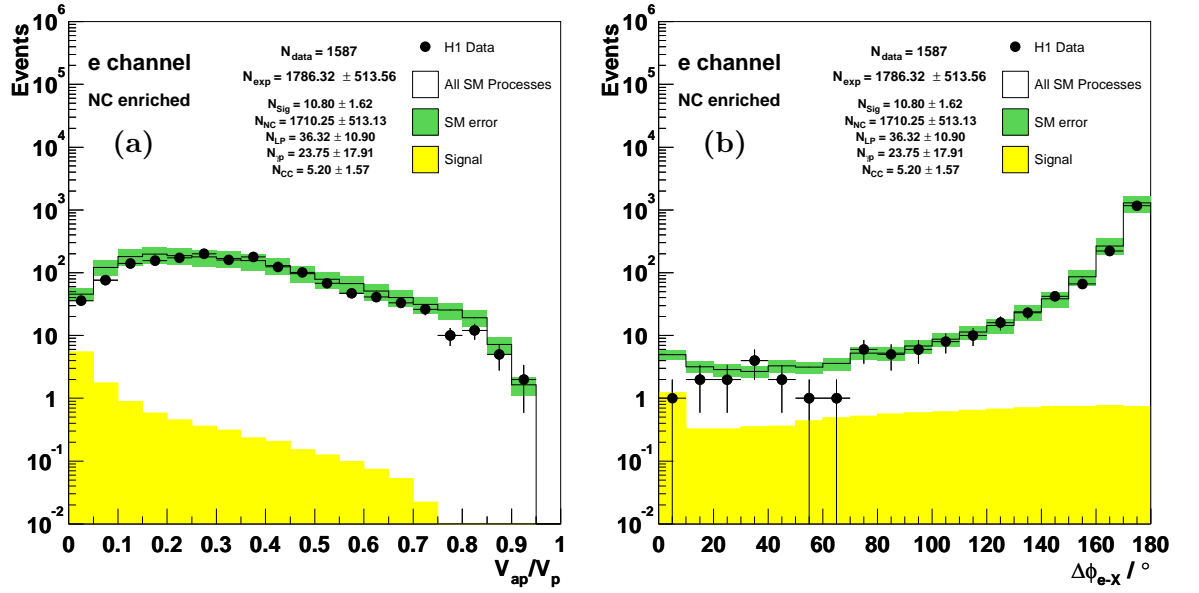 Events
10^6
10^5
10^4
10^3
10^2
10
1
10^-1
10^-2
e channel
NC enriched
(a)
N_data = 1587
N_exp = 1786.32 ± 513.56
N_Sig = 10.80 ± 1.62
N_NC = 1710.25 ± 513.13
N_LP = 36.32 ± 10.90
N_γp = 23.75 ± 17.91
N_CC = 5.20 ± 1.57
H1 Data
All SM Processes
SM error
Signal
0 0.1 0.2 0.3 0.4 0.5 0.6 0.7 0.8 0.9 1
V_ap/V_p
Events
10^6
10^5
10^4
10^3
10^2
10
1
10^-1
10^-2
e channel
NC enriched
(b)
N_data = 1587
N_exp = 1786.32 ± 513.56
N_Sig = 10.80 ± 1.62
N_NC = 1710.25 ± 513.13
N_LP = 36.32 ± 10.90
N_γp = 23.75 ± 17.91
N_CC = 5.20 ± 1.57
H1 Data
All SM Processes
SM error
Signal
0 20 40 60 80 100 120 140 160 180
Δϕ_e-X / °